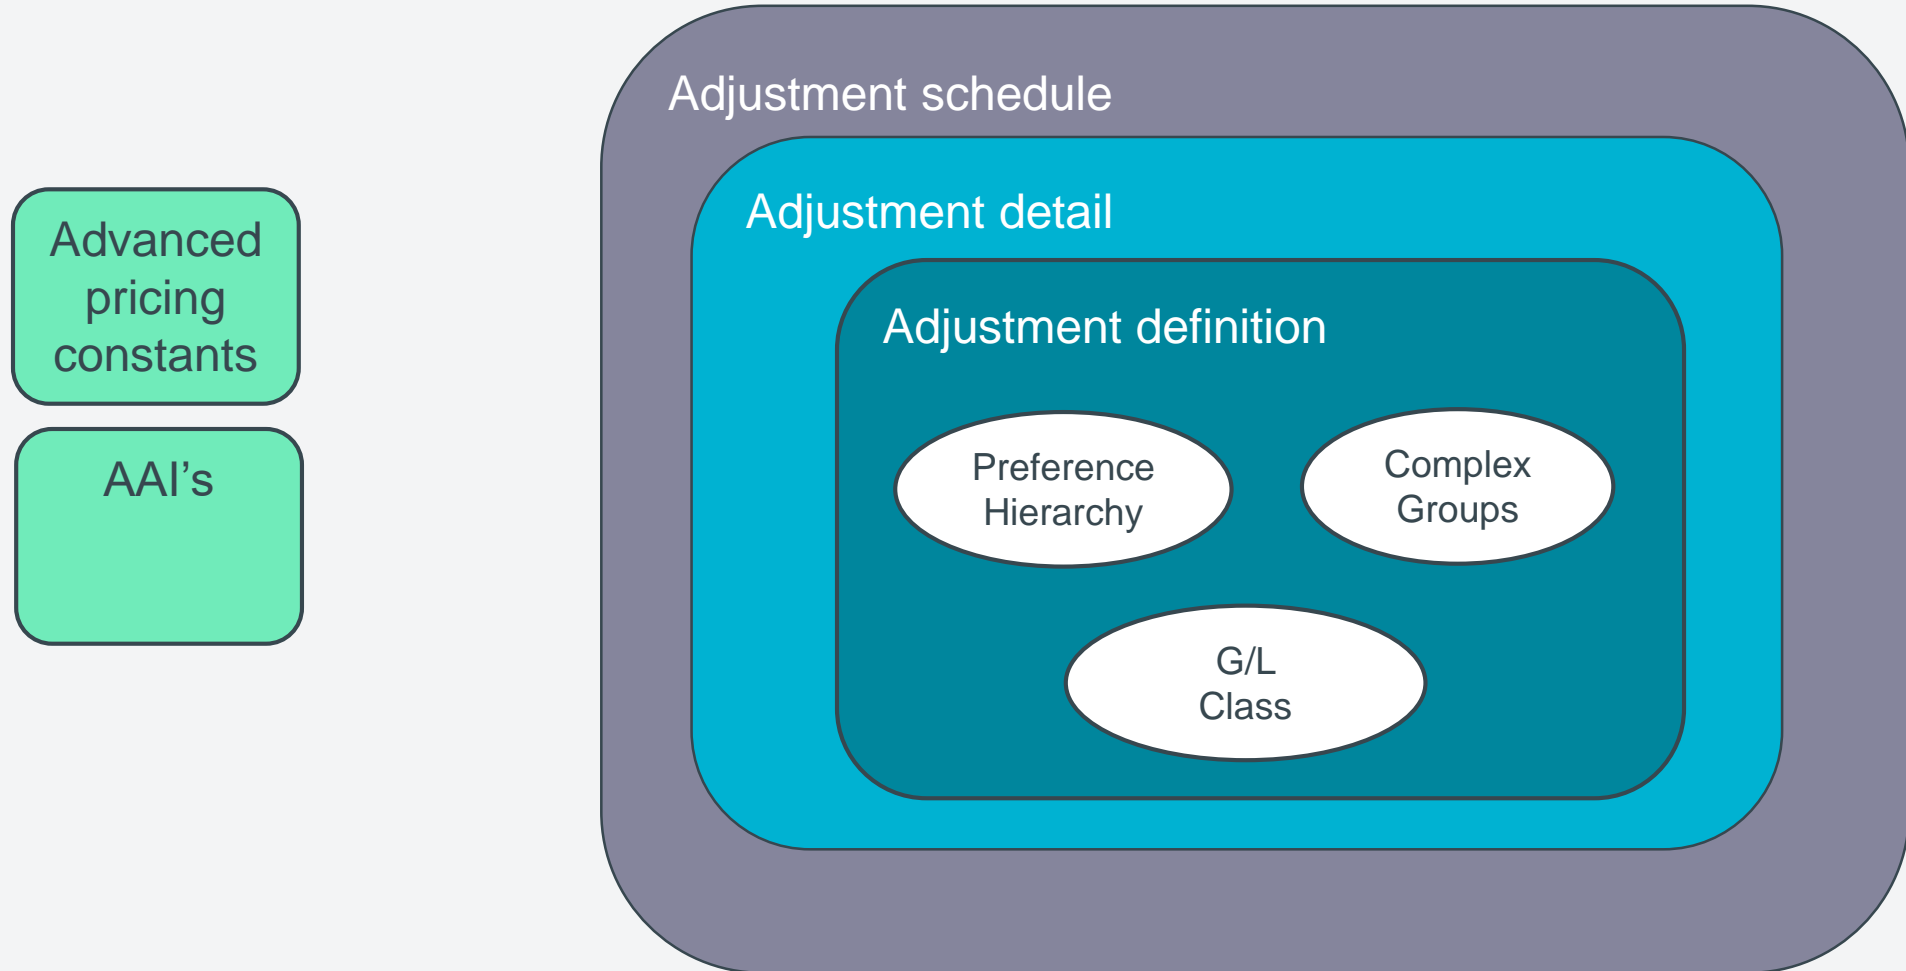 Advanced
pricing
constants
AAI’s
Adjustment schedule
Adjustment detail
Adjustment definition
Preference
Hierarchy
Complex
Groups
G/L
Class